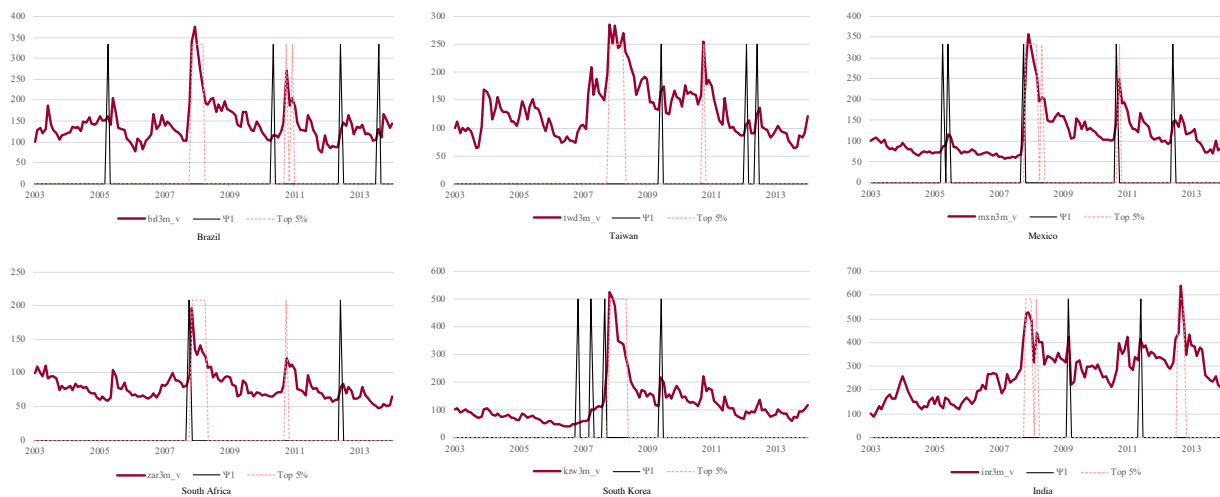 400
350
300
250
200
150
100
50
0
2003 2005 2007 2009 2011 2013
brl3m_v Ψ1 Top 5%
Brazil
300
250
200
150
100
50
0
2003 2005 2007 2009 2011 2013
twd3m_v Ψ1 Top 5%
Taiwan
400
350
300
250
200
150
100
50
0
2003 2005 2007 2009 2011 2013
mxn3m_v Ψ1 Top 5%
Mexico
250
200
150
100
50
0
2003 2005 2007 2009 2011 2013
zar3m_v Ψ1 Top 5%
South Africa
600
500
400
300
200
100
0
2003 2005 2007 2009 2011 2013
krw3m_v Ψ1 Top 5%
South Korea
700
600
500
400
300
200
100
0
2003 2005 2007 2009 2011 2013
inr3m_v Ψ1 Top 5%
India